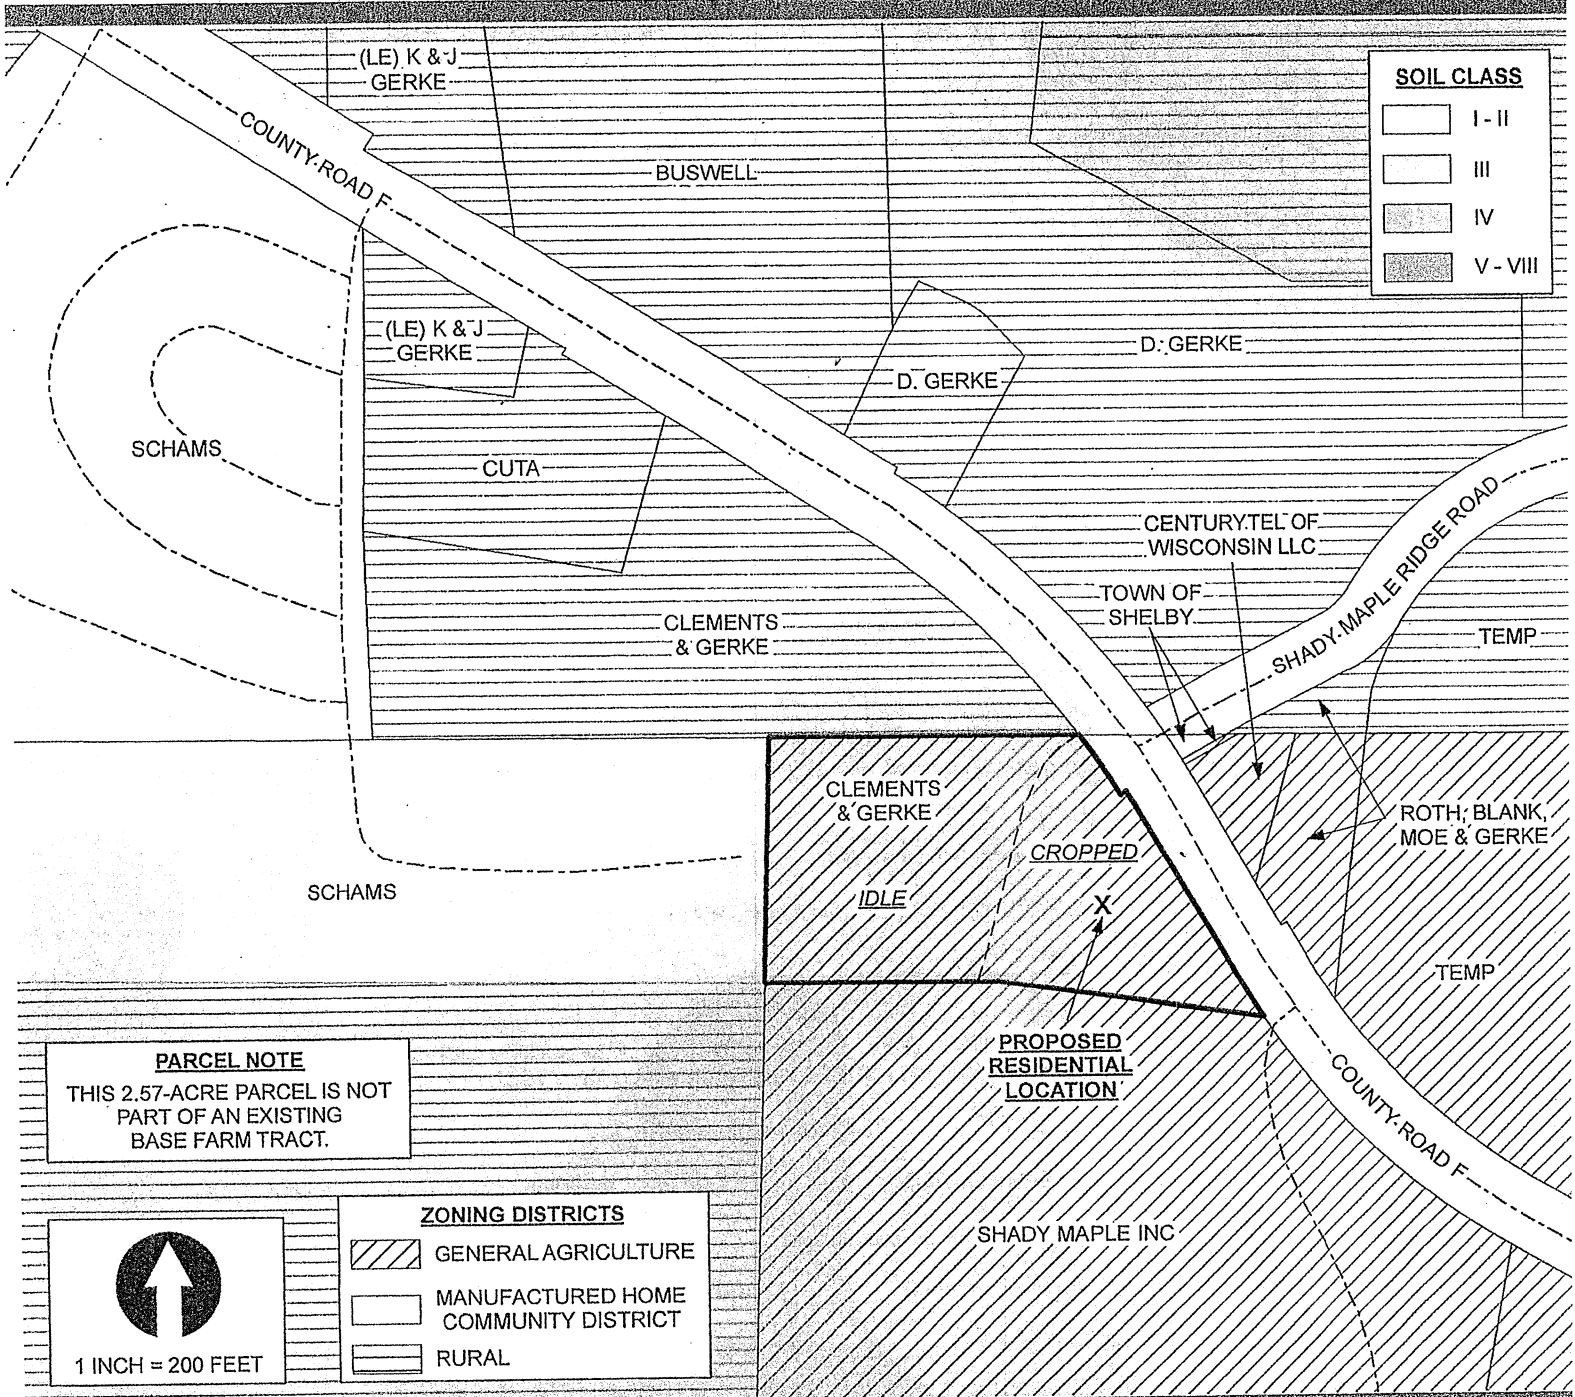 (LE) K & J
GERKE
SOIL CLASS
I - II
III
IV
V - VIII
COUNTY ROAD F
BUSWELL
(LE) K & J
GERKE
D. GERKE
D. GERKE
SCHAMS
CUTA
CENTURYTEL OF
WISCONSIN LLC
SHADY MAPLE RIDGE ROAD
TOWN OF
SHELBY
CLEMENTS
& GERKE
TEMP
CLEMENTS
& GERKE
ROTH, BLANK,
MOE & GERKE
CROPPED
IDLE
X
SCHAMS
TEMP
PROPOSED
RESIDENTIAL
LOCATION
COUNTY ROAD F
PARCEL NOTE
THIS 2.57-ACRE PARCEL IS NOT
PART OF AN EXISTING
BASE FARM TRACT.
ZONING DISTRICTS
GENERAL AGRICULTURE
MANUFACTURED HOME
COMMUNITY DISTRICT
RURAL
1 INCH = 200 FEET
SHADY MAPLE INC